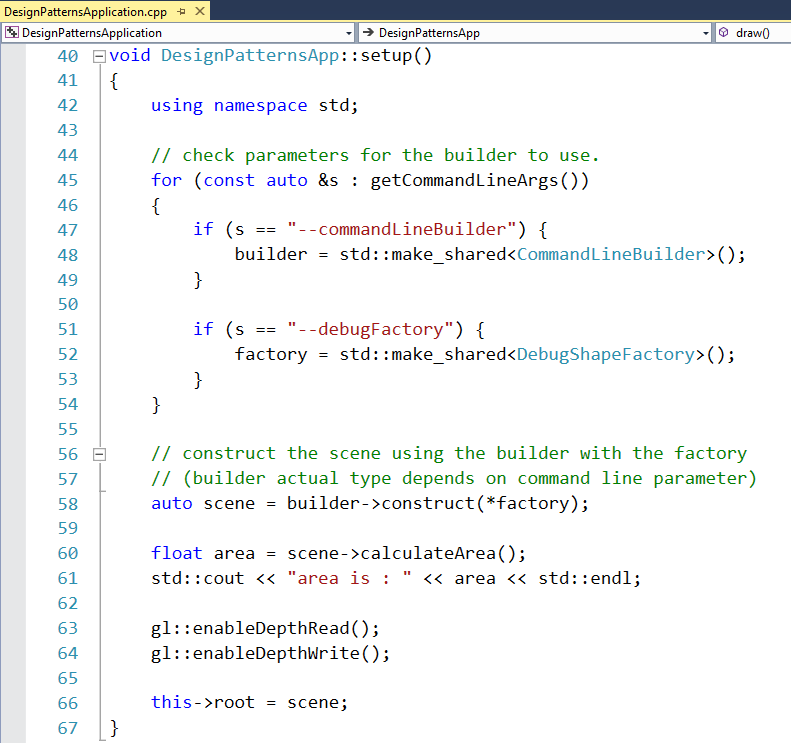 DesignPatternsApplication.cpp
DesignPatternsApplication DesignPatternsApp draw()
40 void DesignPatternsApp::setup()
41 {
42     using namespace std;
43
44     // check parameters for the builder to use.
45     for (const auto &s : getCommandLineArgs())
46     {
47         if (s == "--commandLineBuilder") {
48             builder = std::make_shared<CommandLineBuilder>();
49         }
50
51         if (s == "--debugFactory") {
52             factory = std::make_shared<DebugShapeFactory>();
53         }
54     }
55
56     // construct the scene using the builder with the factory
57     // (builder actual type depends on command line parameter)
58     auto scene = builder->construct(*factory);
59
60     float area = scene->calculateArea();
61     std::cout << "area is : " << area << std::endl;
62
63     gl::enableDepthRead();
64     gl::enableDepthWrite();
65
66     this->root = scene;
67 }